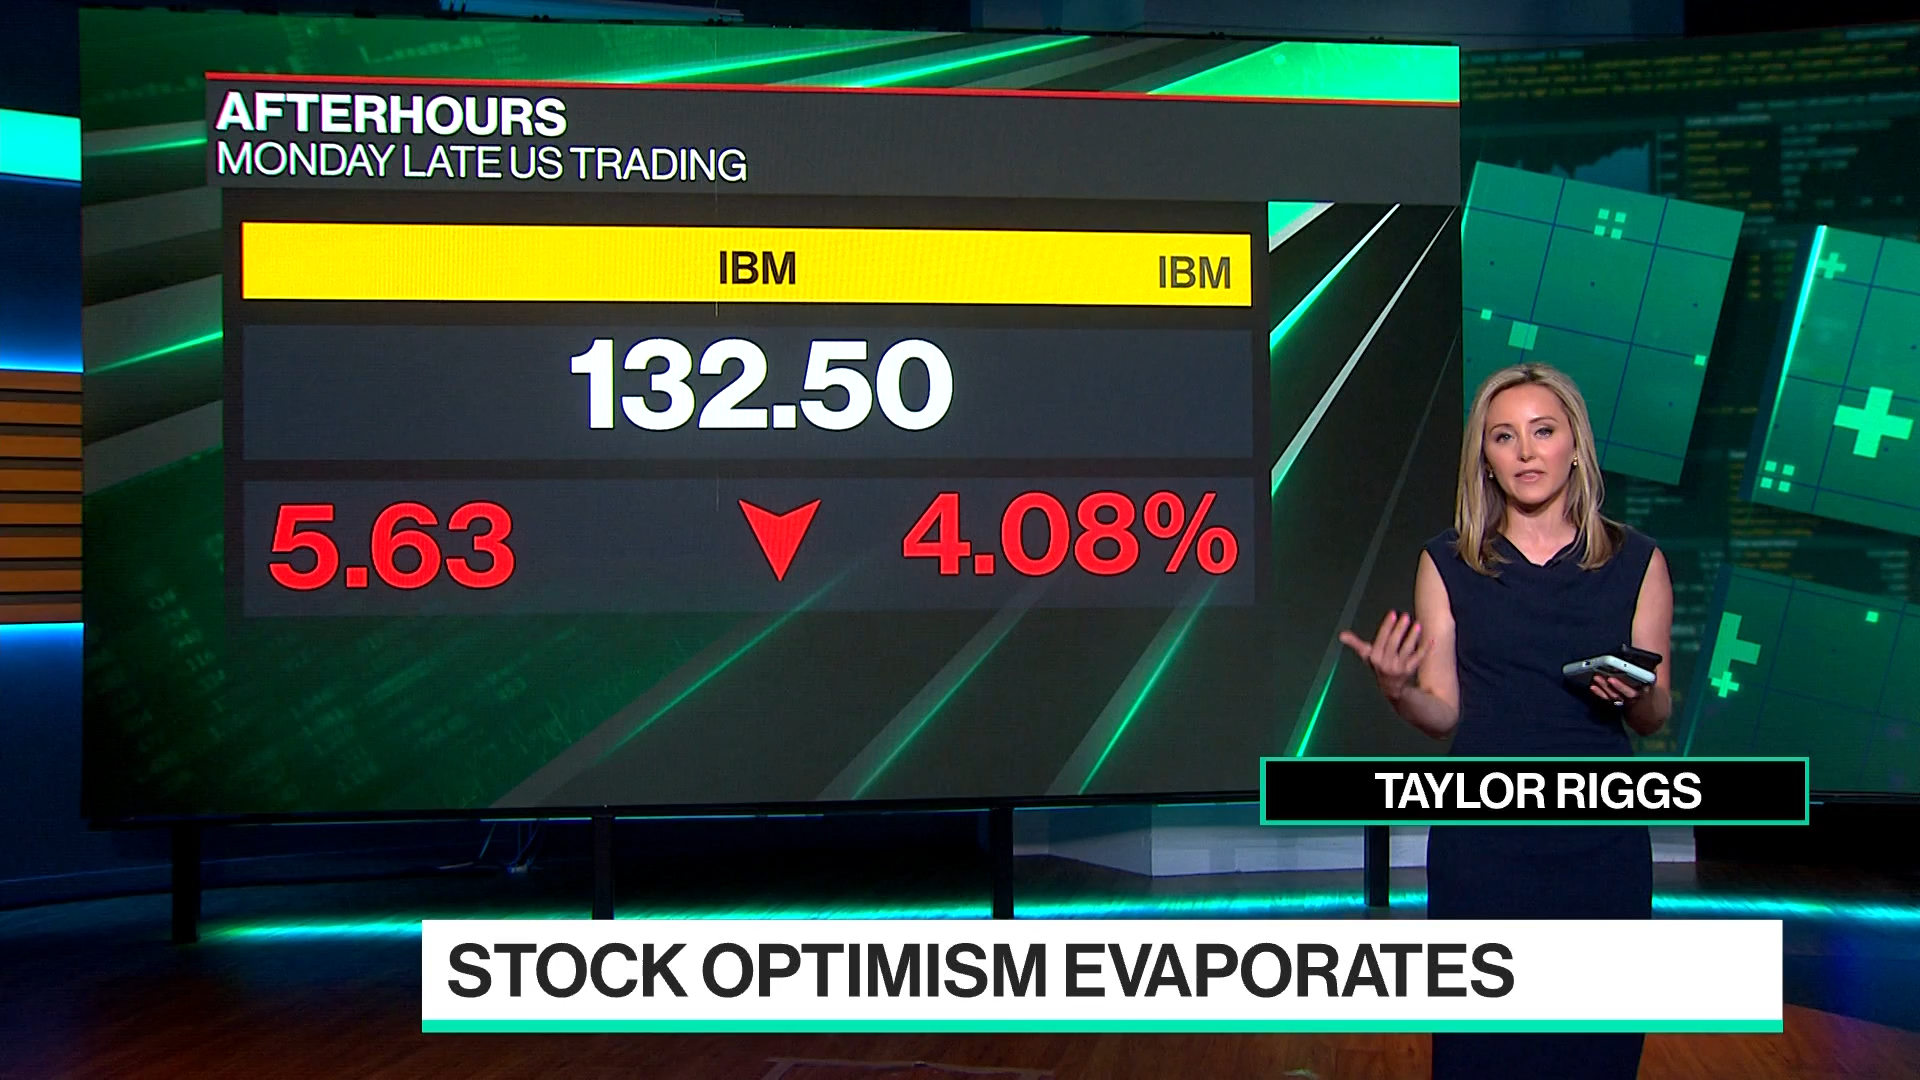 AFTERHOURS
MONDAY LATE US TRADING
IBM IBM
132.50
5.63 4.08%
TAYLOR RIGGS
STOCK OPTIMISM EVAPORATES